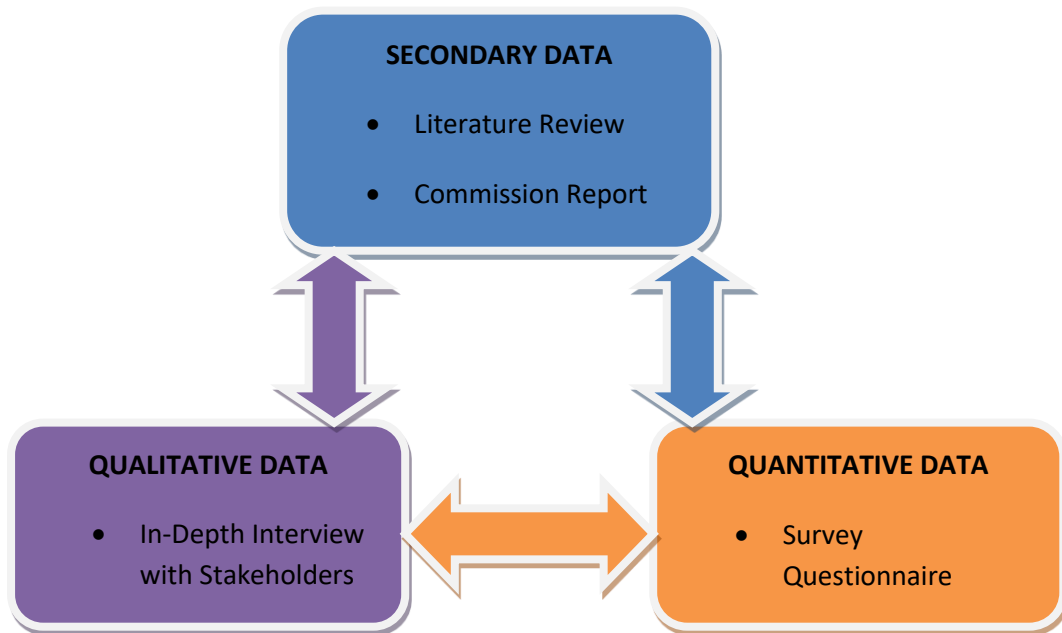 SECONDARY DATA
• Literature Review
• Commission Report
QUALITATIVE DATA
• In-Depth Interview
with Stakeholders
QUANTITATIVE DATA
• Survey
Questionnaire